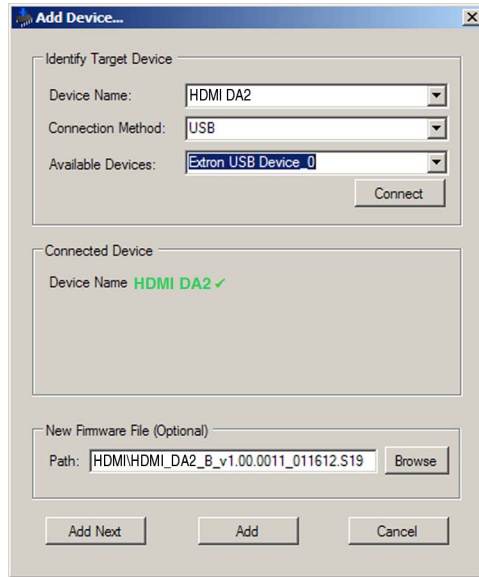 Add Device...
Identify Target Device
Device Name: HDMI DA2
Connection Method: USB
Available Devices: Extron USB Device_0
Connect
Connected Device
Device Name HDMI DA2 ✓
New Firmware File (Optional)
Path: HDMI\HDMI_DA2_B_v1.00.0011_011612.S19 Browse
Add Next Add Cancel